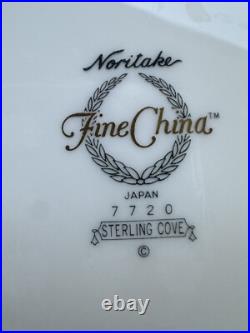 Noritake
Fine China™
JAPAN
7720
STERLING COVE
©